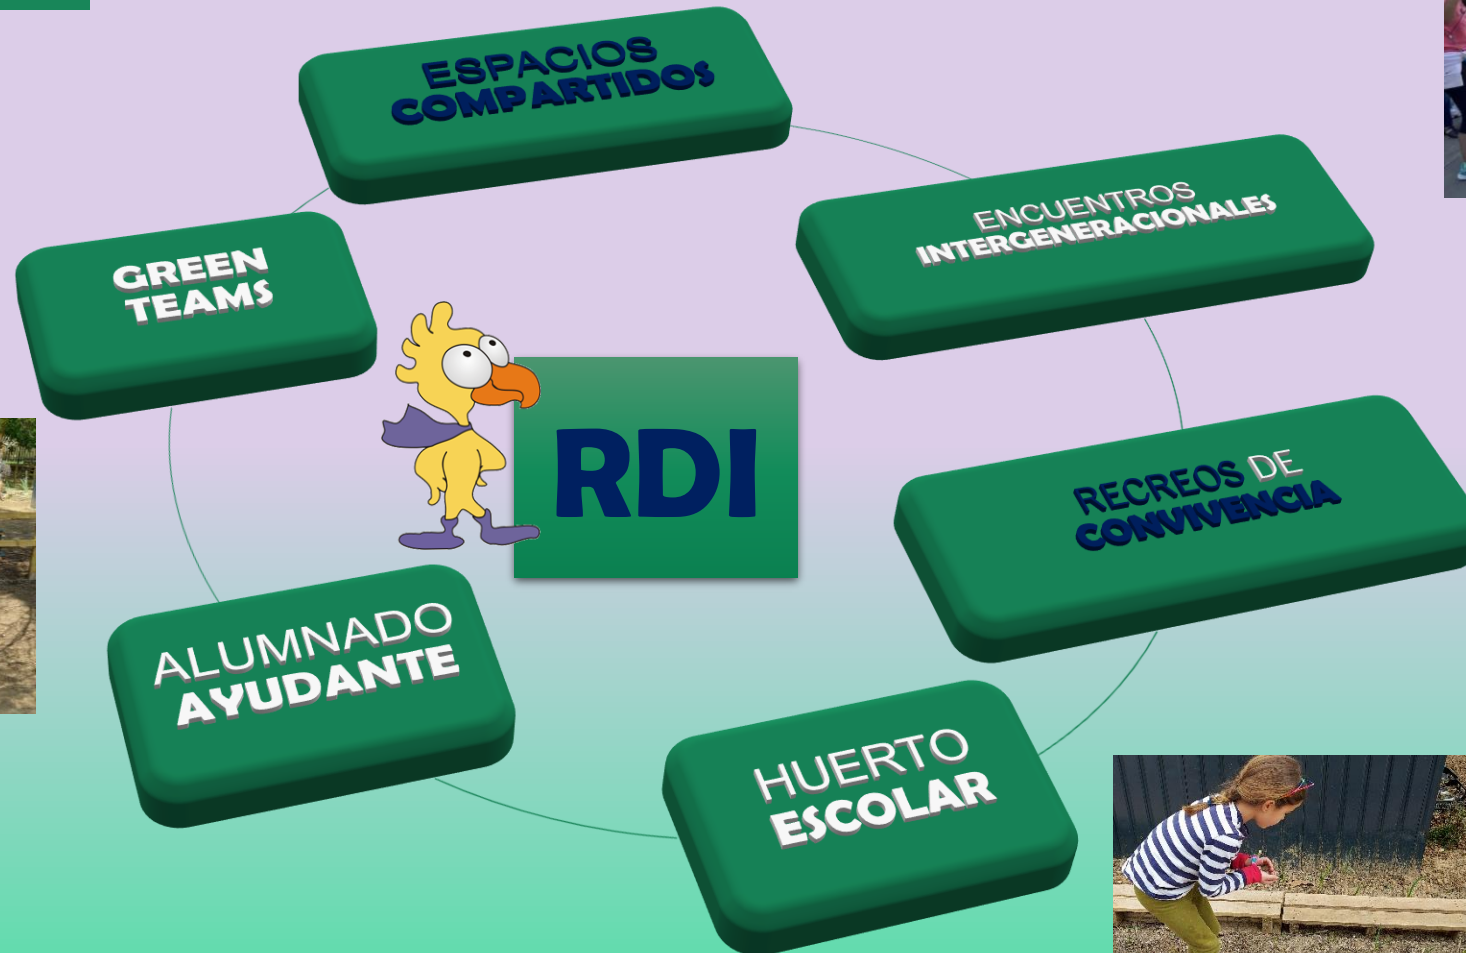 ESPACIOS
COMPARTIDOS
ENCUENTROS
INTERGENERACIONALES
GREEN
TEAMS
RDI
RECREOS DE
CONVIVENCIA
ALUMNADO
AYUDANTE
HUERTO
ESCOLAR